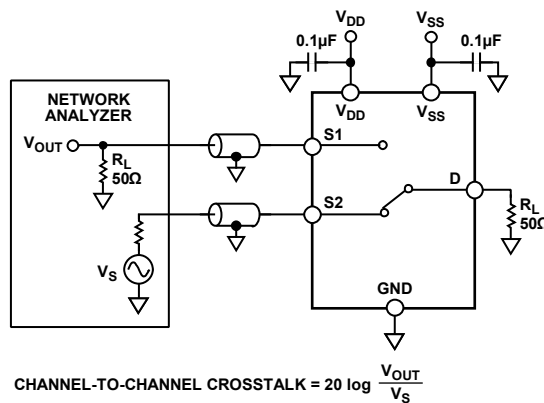 VDD
VSS
0.1µF
0.1µF
VDD
VSS
NETWORK
ANALYZER
VOUT
RL
50Ω
S1
S2
D
RL
50Ω
VS
GND
CHANNEL-TO-CHANNEL CROSSTALK = 20 log VOUT
VS